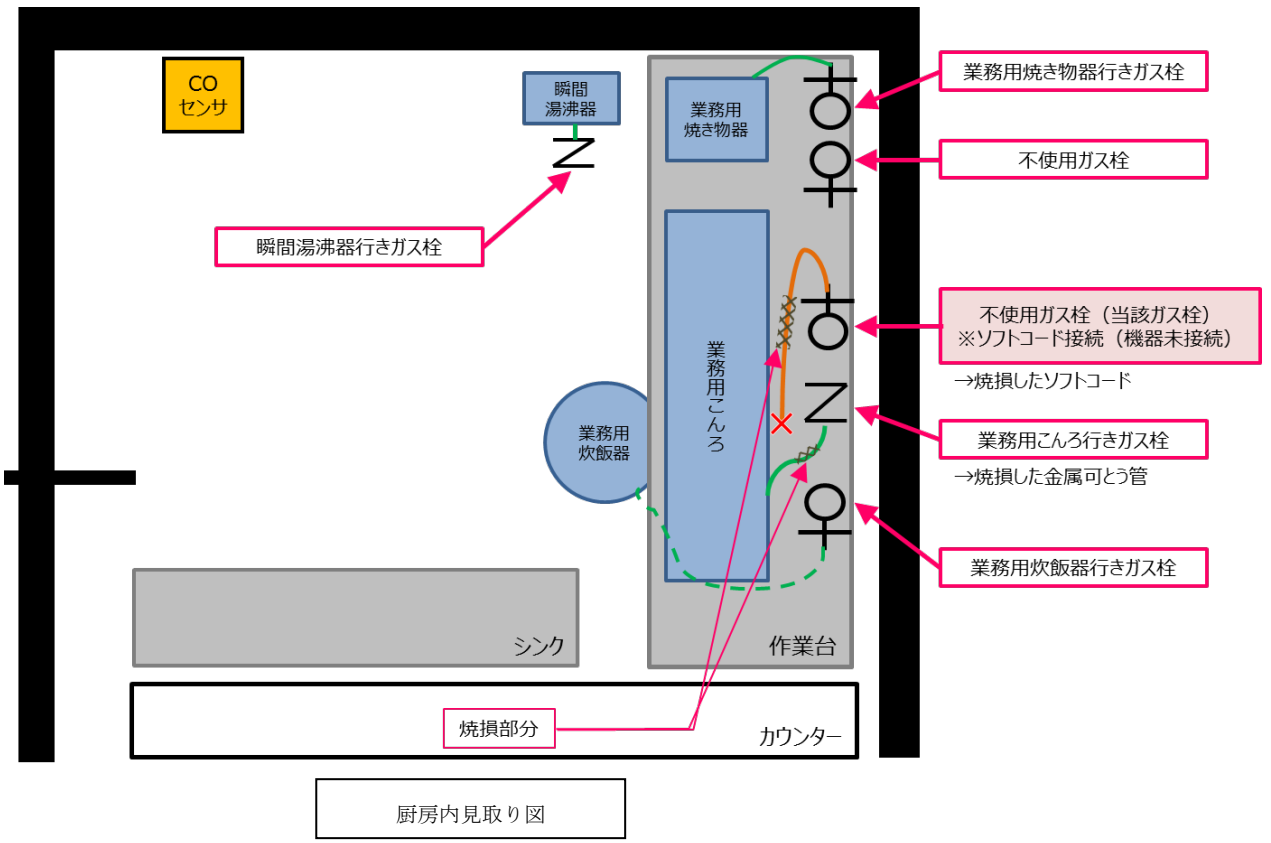 CO
センサ
瞬間
湯沸器
業務用
焼き物器
業務用焼き物器行きガス栓
不使用ガス栓
瞬間湯沸器行きガス栓
不使用ガス栓（当該ガス栓）
※ソフトコード接続（機器未接続）
→焼損したソフトコード
業務用こんろ
業務用
炊飯器
業務用こんろ行きガス栓
→焼損した金属可とう管
業務用炊飯器行きガス栓
シンク
作業台
焼損部分
カウンター
厨房内見取り図